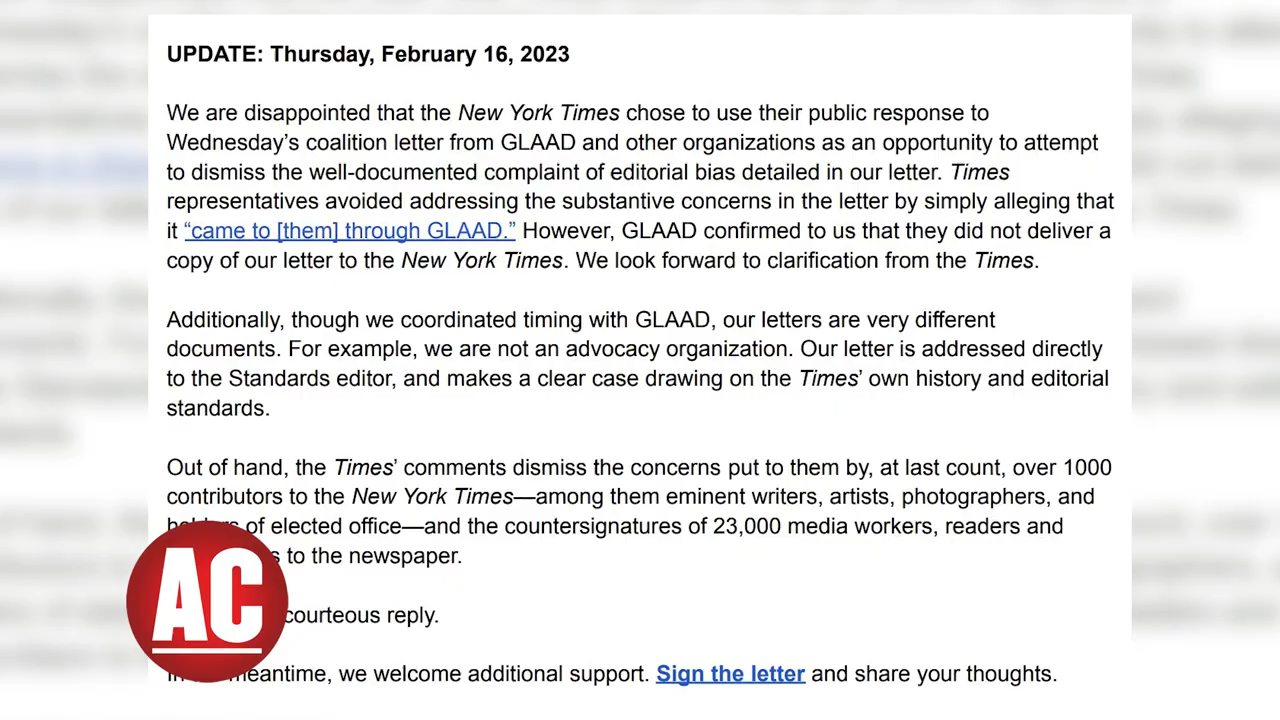 UPDATE: Thursday, February 16, 2023
We are disappointed that the New York Times chose to use their public response to
Wednesday’s coalition letter from GLAAD and other organizations as an opportunity to attempt
to dismiss the well-documented complaint of editorial bias detailed in our letter. Times
representatives avoided addressing the substantive concerns in the letter by simply alleging that
it “came to [them] through GLAAD.” However, GLAAD confirmed to us that they did not deliver a
copy of our letter to the New York Times. We look forward to clarification from the Times.
Additionally, though we coordinated timing with GLAAD, our letters are very different
documents. For example, we are not an advocacy organization. Our letter is addressed directly
to the Standards editor, and makes a clear case drawing on the Times’ own history and editorial
standards.
Out of hand, the Times’ comments dismiss the concerns put to them by, at last count, over 1000
contributors to the New York Times—among them eminent writers, artists, photographers, and
of elected office—and the countersignatures of 23,000 media workers, readers and
to the newspaper.
courteous reply.
meantime, we welcome additional support. Sign the letter and share your thoughts.
AC